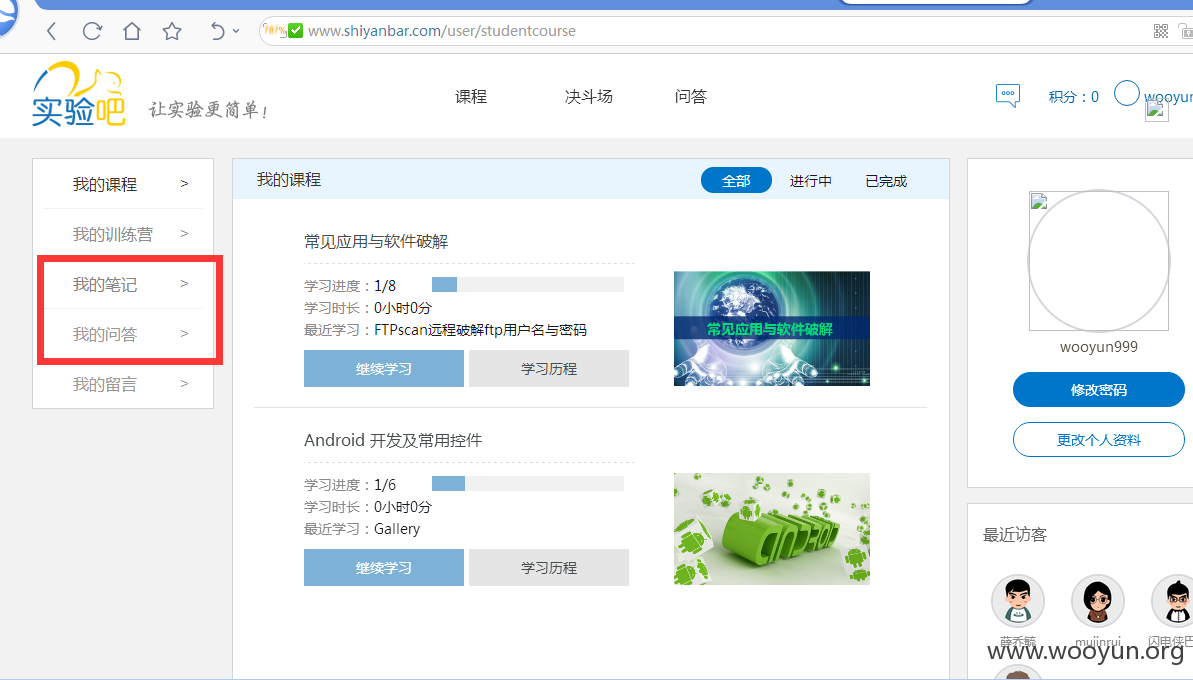 www.shiyanbar.com/user/studentcourse
实验吧
让实验更简单!
课程
决斗场
问答
积分：0
wooyun
我的课程 >
我的训练营 >
我的笔记 >
我的问答 >
我的留言 >
我的课程
全部
进行中
已完成
常见应用与软件破解
学习进度：1/8
学习时长：0小时0分
最近学习：FTPscan远程破解ftp用户名与密码
继续学习
学习历程
常见应用与软件破解
Android 开发及常用控件
学习进度：1/6
学习时长：0小时0分
最近学习：Gallery
继续学习
学习历程
ANDROID
wooyun999
修改密码
更改个人资料
最近访客
薛乔毓
mujinrui
闪电侠巴
www.wooyun.org